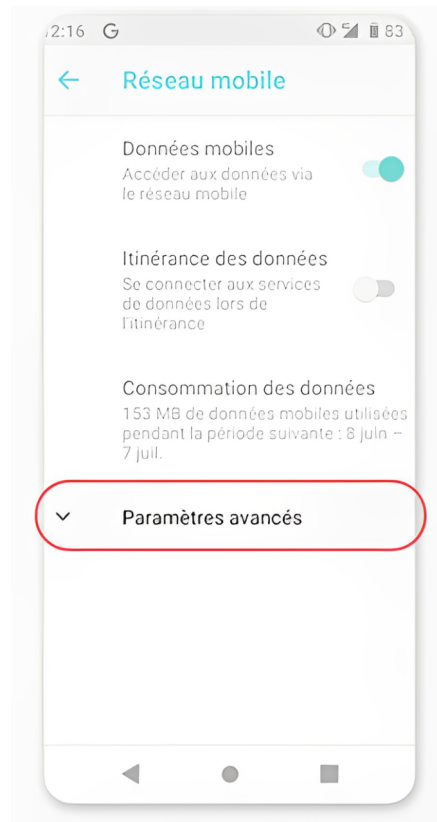 2:16 G 83
Réseau mobile
Données mobiles
Accéder aux données via
le réseau mobile
Itinérance des données
Se connecter aux services
de données lors de
l'itinérance
Consommation des données
153 MB de données mobiles utilisées
pendant la période suivante : 8 juin –
7 juil.
Paramètres avancés